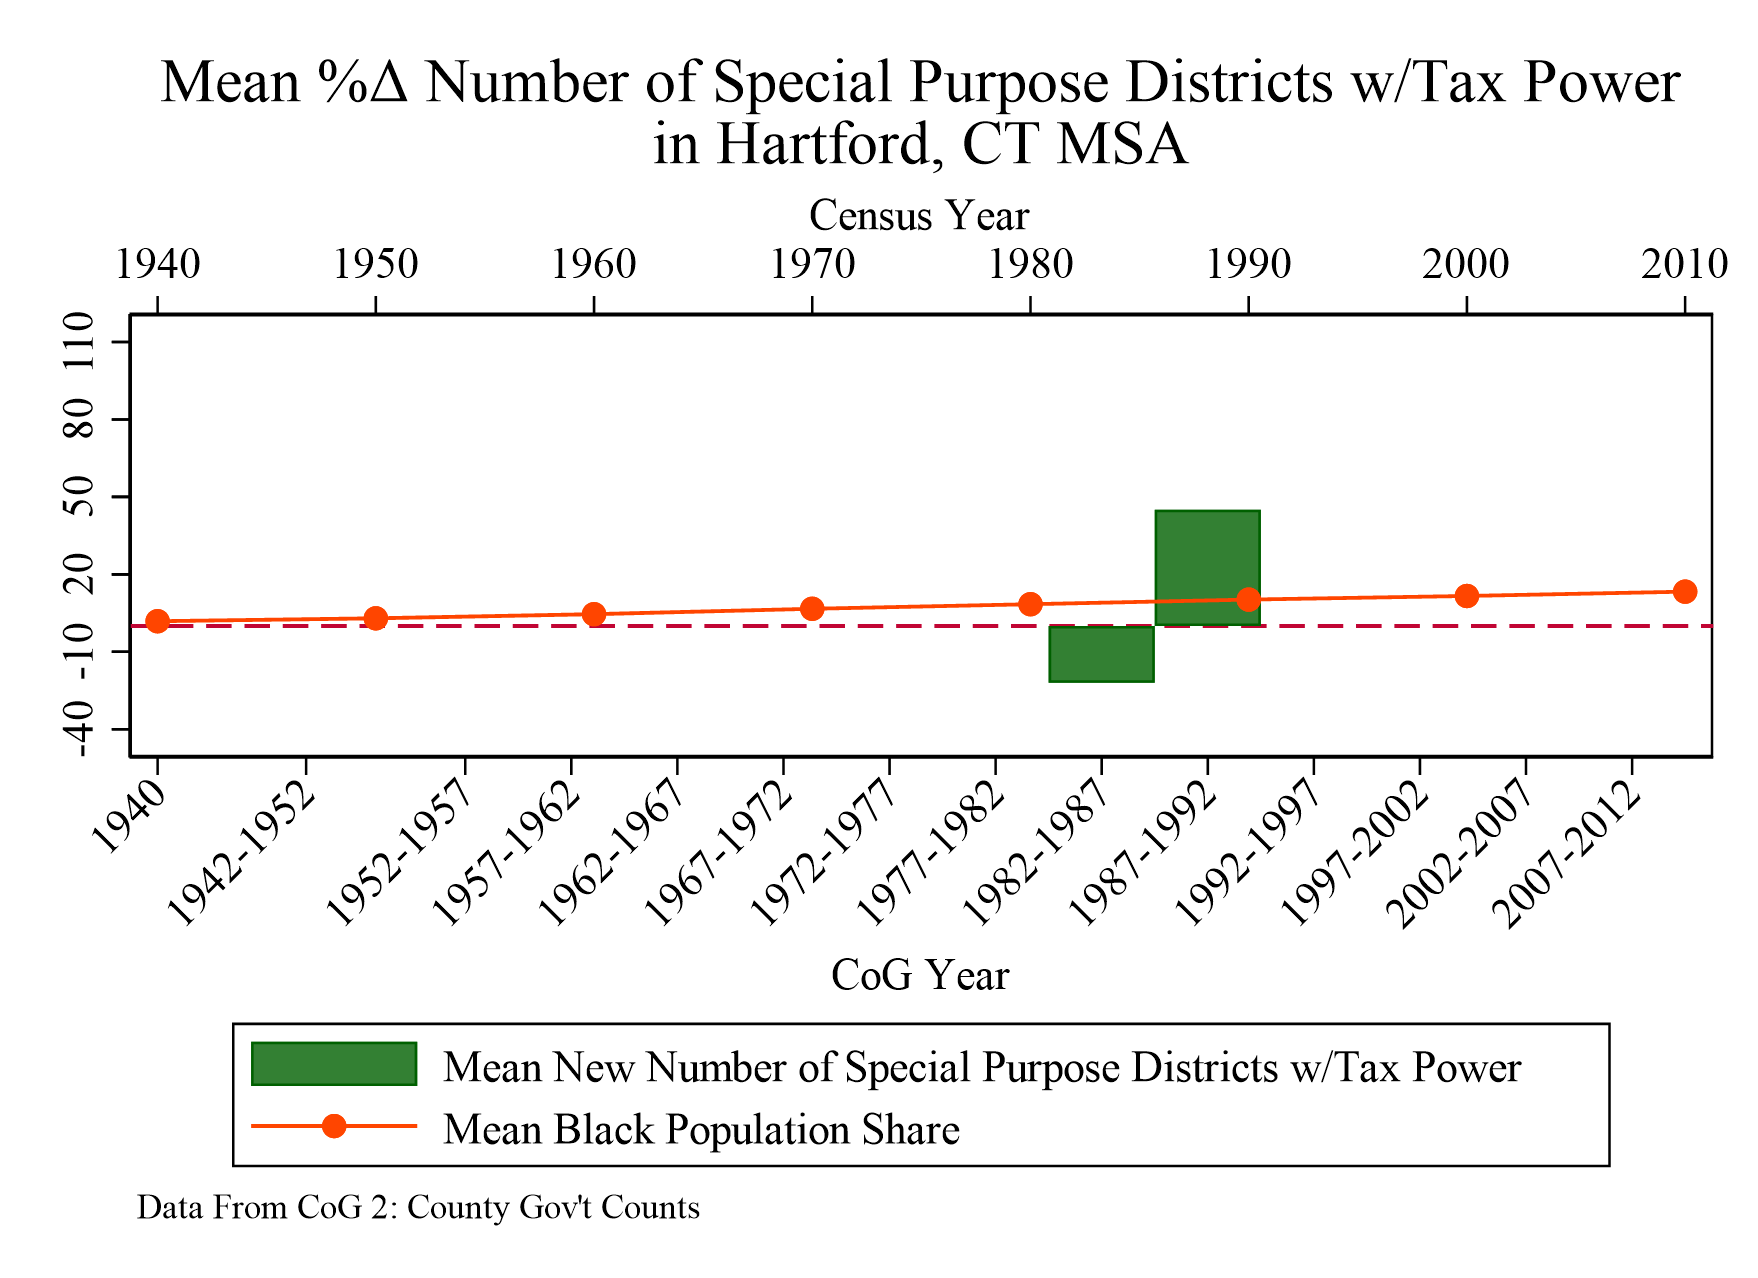 Mean %Δ Number of Special Purpose Districts w/Tax Power
in Hartford, CT MSA
Census Year
1940 1950 1960 1970 1980 1990 2000 2010
110
80
50
20
-10
-40
1940 1942-1952 1952-1957 1957-1962 1962-1967 1967-1972 1972-1977 1977-1982 1982-1987 1987-1992 1992-1997 1997-2002 2002-2007 2007-2012
CoG Year
Mean New Number of Special Purpose Districts w/Tax Power
Mean Black Population Share
Data From CoG 2: County Gov't Counts